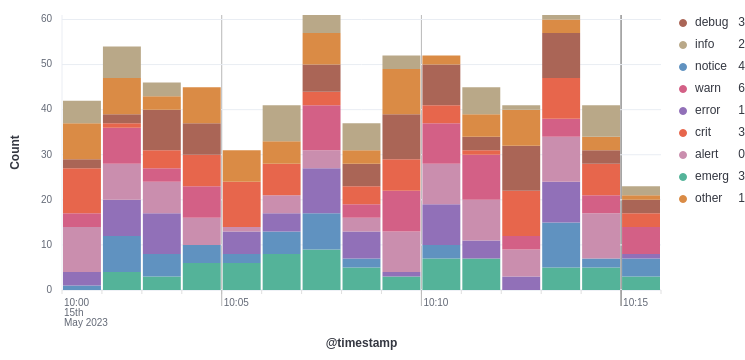 60
50
40
30
20
10
0
Count
10:00
15th
May 2023
10:05
10:10
10:15
@timestamp
debug 3
info 2
notice 4
warn 6
error 1
crit 3
alert 0
emerg 3
other 1